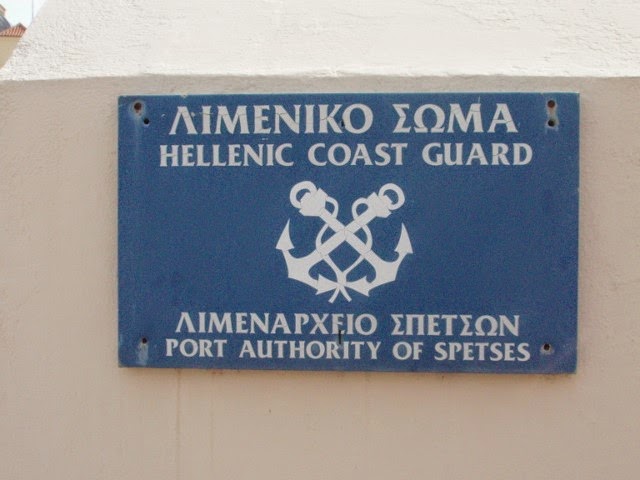 ΛΙΜΕΝΙΚΟ ΣΩΜΑ
HELLENIC COAST GUARD
ΛΙΜΕΝΑΡΧΕΙΟ ΣΠΕΤΣΩΝ
PORT AUTHORITY OF SPETSES